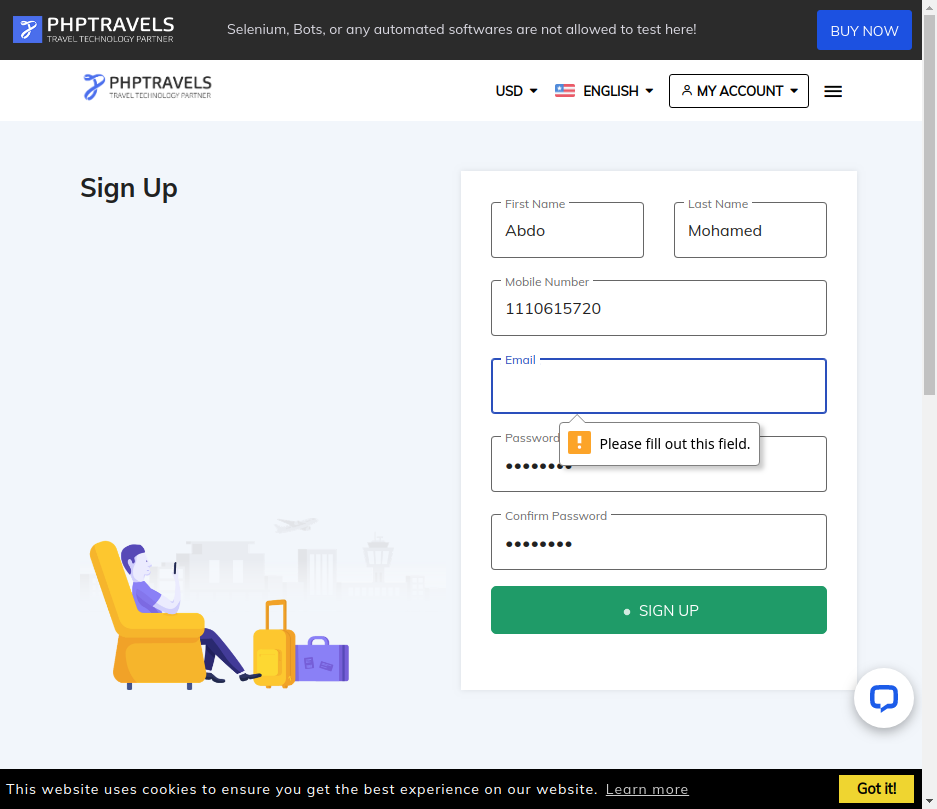 PHPTRAVELS
TRAVEL TECHNOLOGY PARTNER
Selenium, Bots, or any automated softwares are not allowed to test here!
BUY NOW
PHPTRAVELS
TRAVEL TECHNOLOGY PARTNER
USD
ENGLISH
MY ACCOUNT
Sign Up
First Name
Abdo
Last Name
Mohamed
Mobile Number
1110615720
Email
Please fill out this field.
Password
••••••••
Confirm Password
••••••••
SIGN UP
This website uses cookies to ensure you get the best experience on our website. Learn more
Got it!